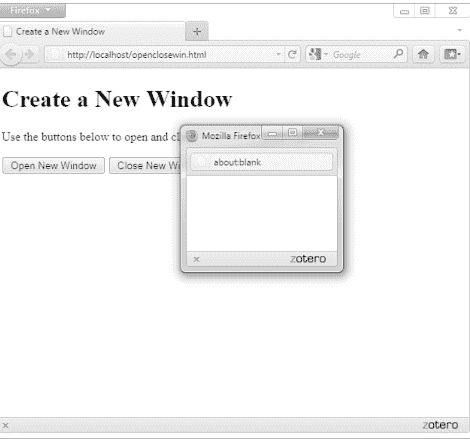 Firefox
Create a New Window
http://localhost/openclosewin.html
Google
Create a New Window
Use the buttons below to open and cl
Open New Window
Close New Wi
Mozilla Firefox
about:blank
zotero
zotero